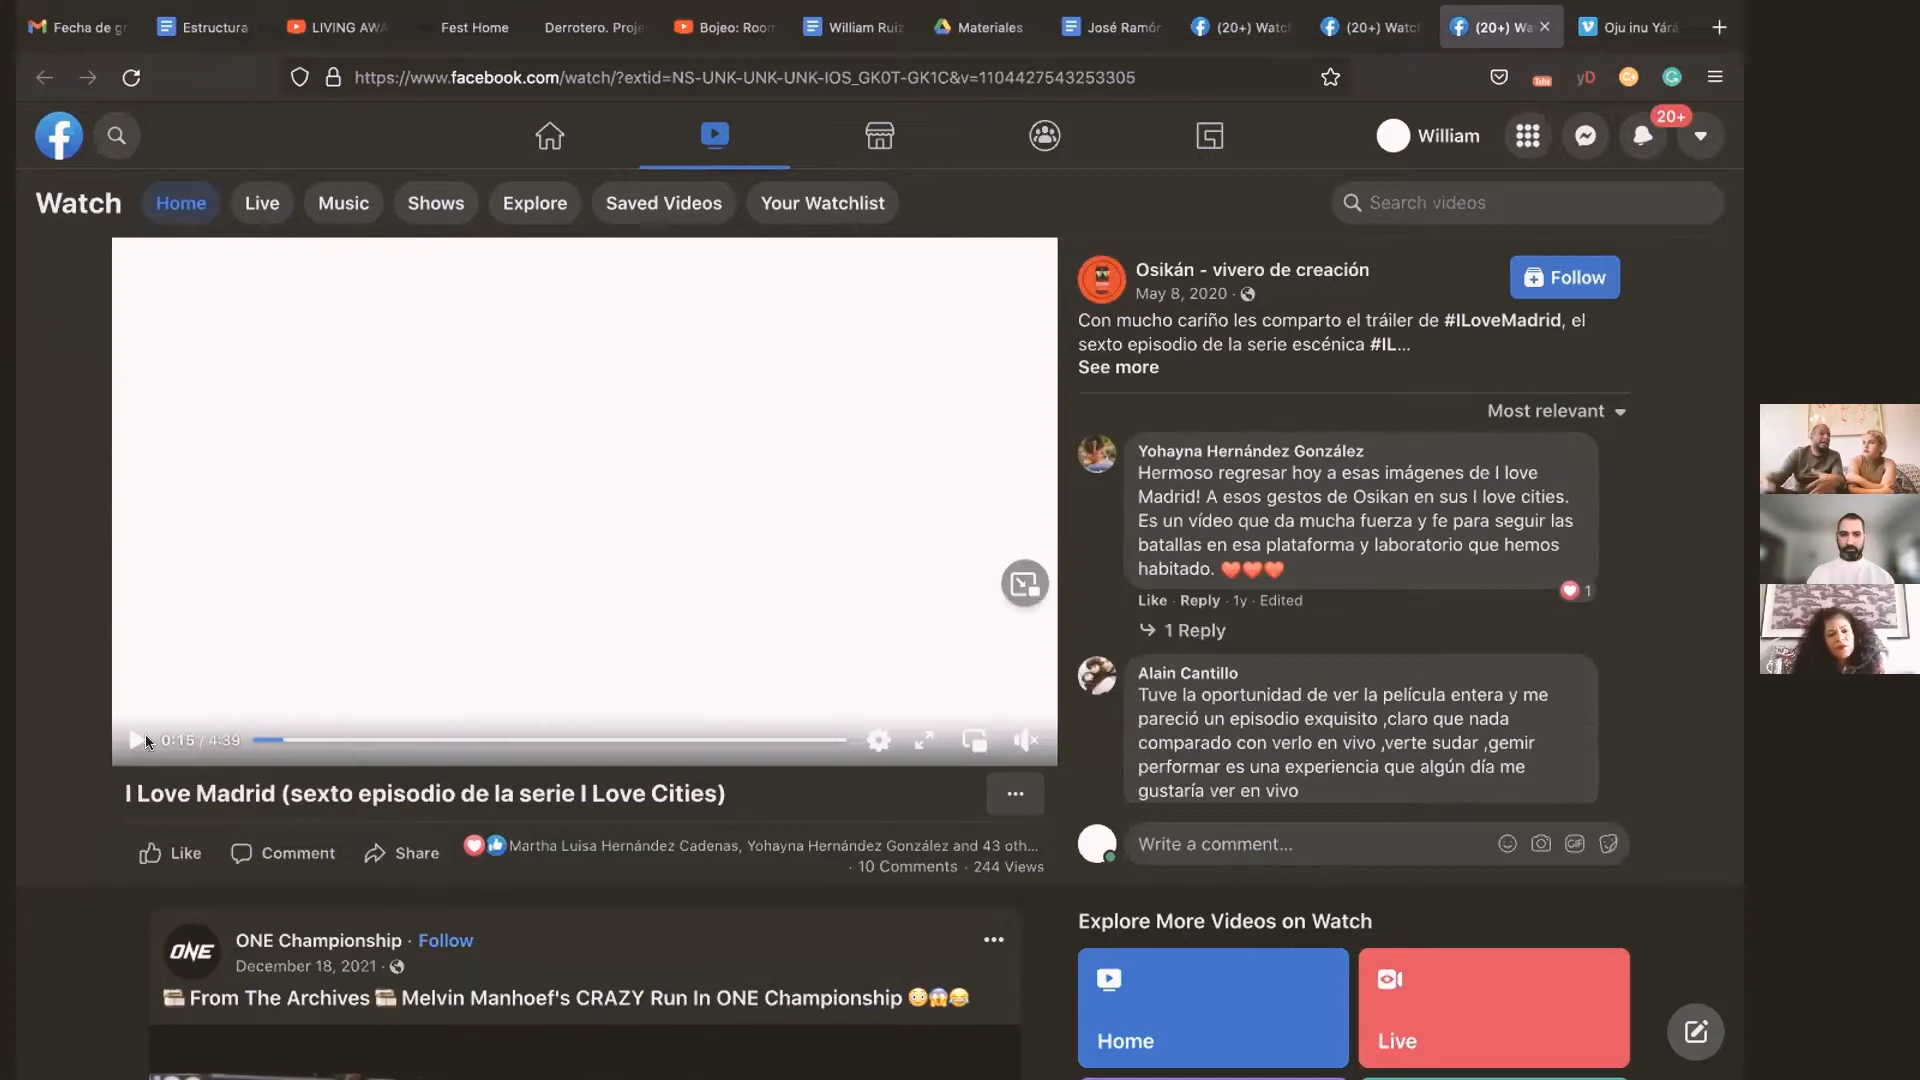 Fecha de gr
Estructura
LIVING AWA
Fest Home
Derrotero. Proje
Bojeo: Room
William Ruiz
Materiales
José Ramón
(20+) Watch
(20+) Watch
(20+) Wa
Oju inu Yárá
https://www.facebook.com/watch/?extid=NS-UNK-UNK-UNK-IOS_GK0T-GK1C&v=1104427543253305
yD
William
20+
Watch
Home
Live
Music
Shows
Explore
Saved Videos
Your Watchlist
Search videos
Osikán - vivero de creación
May 8, 2020 ·
Follow
Con mucho cariño les comparto el tráiler de #ILoveMadrid, el
sexto episodio de la serie escénica #IL...
See more
Most relevant
Yohayna Hernández González
Hermoso regresar hoy a esas imágenes de I love
Madrid! A esos gestos de Osikan en sus I love cities.
Es un vídeo que da mucha fuerza y fe para seguir las
batallas en esa plataforma y laboratorio que hemos
habitado. ❤️❤️❤️
1
Like · Reply · 1y · Edited
1 Reply
Alain Cantillo
Tuve la oportunidad de ver la película entera y me
pareció un episodio exquisito ,claro que nada
comparado con verlo en vivo ,verte sudar ,gemir
performar es una experiencia que algún día me
gustaría ver en vivo
Write a comment...
GIF
0:15 / 4:39
I Love Madrid (sexto episodio de la serie I Love Cities)
Like
Comment
Share
Martha Luisa Hernández Cadenas, Yohayna Hernández González and 43 oth...
· 10 Comments · 244 Views
ONE
ONE Championship · Follow
December 18, 2021 ·
From The Archives Melvin Manhoef's CRAZY Run In ONE Championship 😳😱😂
Explore More Videos on Watch
Home
Live